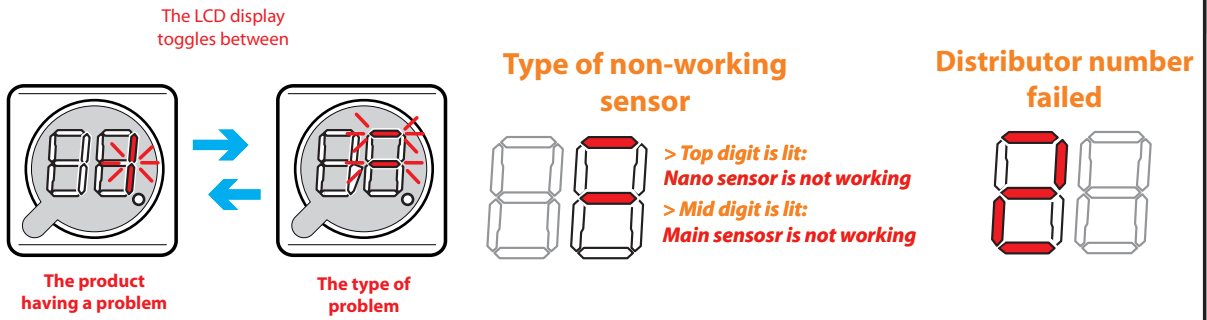 The LCD display
toggles between
The product
having a problem
The type of
problem
Type of non-working
sensor
> Top digit is lit:
Nano sensor is not working
> Mid digit is lit:
Main sensosr is not working
Distributor number
failed
2